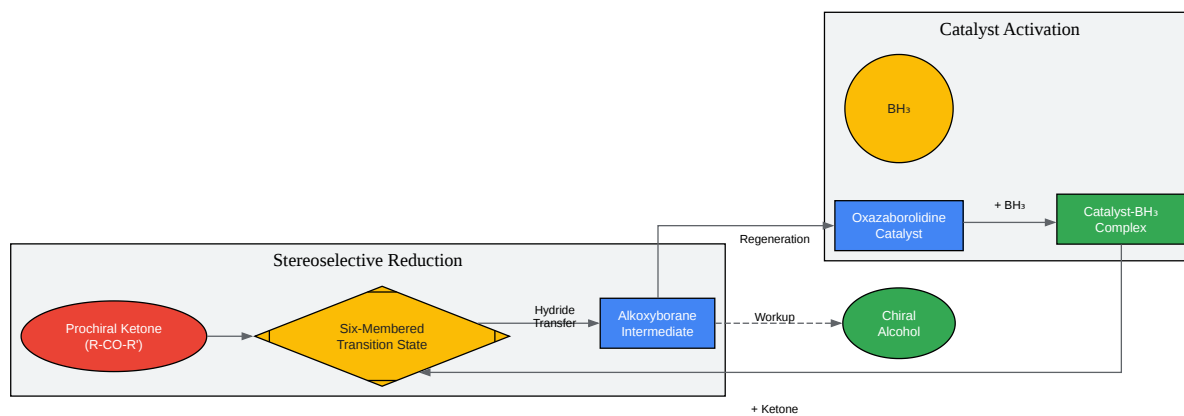 Catalyst Activation
BH₃
Oxazaborolidine
Catalyst
+ BH₃
Catalyst-BH₃
Complex
Regeneration
Stereoselective Reduction
Prochiral Ketone
(R-CO-R')
Six-Membered
Transition State
Hydride
Transfer
Alkoxyborane
Intermediate
Workup
Chiral
Alcohol
+ Ketone